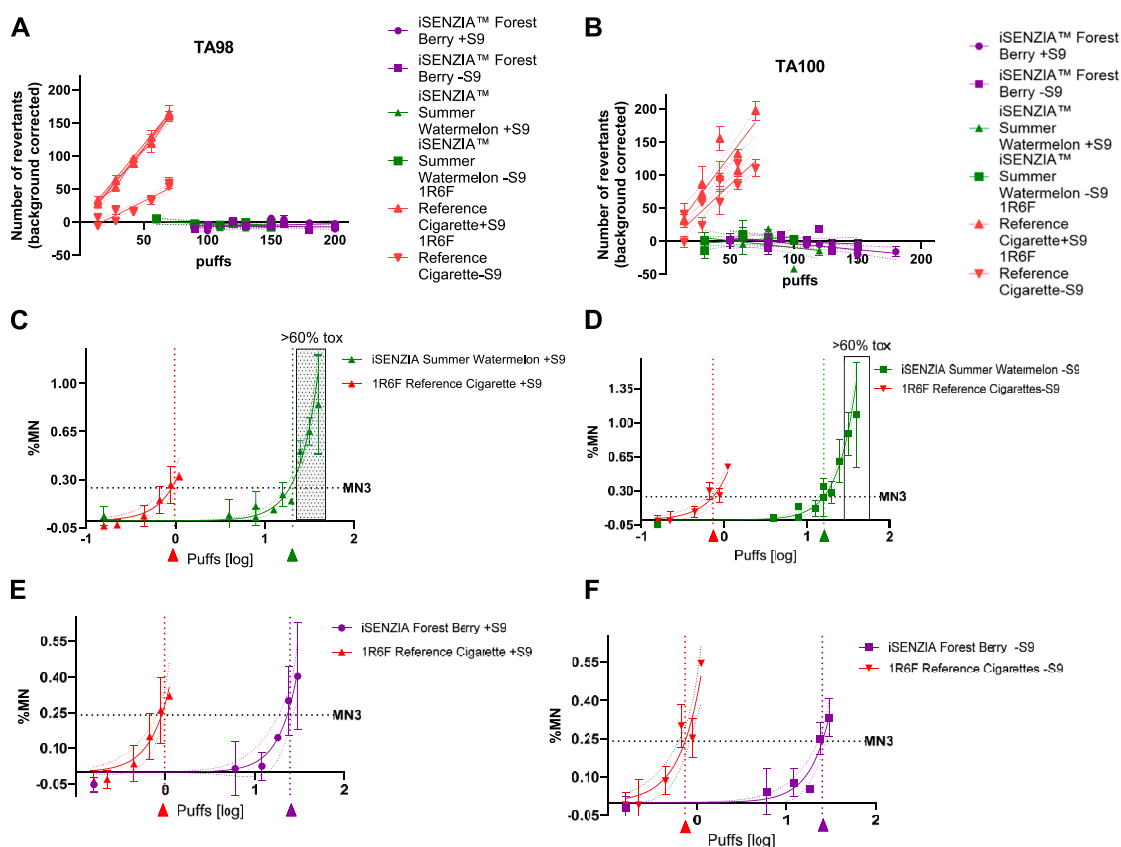 A
TA98
Number of revertants
(background corrected)
200
150
100
50
0
-50
50
100
150
200
puffs
iSENZIA™ Forest
Berry +S9
iSENZIA™ Forest
Berry -S9
iSENZIA™
Summer
Watermelon +S9
iSENZIA™
Summer
Watermelon -S9
1R6F
Reference
Cigarette+S9
1R6F
Reference
Cigarette-S9
B
TA100
Number of revertants
(background corrected)
200
150
100
50
0
-50
50
100
150
200
puffs
iSENZIA™ Forest
Berry +S9
iSENZIA™ Forest
Berry -S9
iSENZIA™
Summer
Watermelon +S9
iSENZIA™
Summer
Watermelon -S9
1R6F
Reference
Cigarette+S9
1R6F
Reference
Cigarette-S9
C
>60% tox
iSENZIA Summer Watermelon +S9
1R6F Reference Cigarette +S9
%MN
1.00
0.65
0.30
-0.05
MN3
-1
0
1
2
Puffs [log]
D
>60% tox
iSENZIA Summer Watermelon -S9
1R6F Reference Cigarettes-S9
%MN
1.35
1.00
0.65
0.30
-0.05
MN3
-1
0
1
2
Puffs [log]
E
iSENZIA Forest Berry +S9
1R6F Reference Cigarette +S9
%MN
0.55
0.40
0.25
0.10
-0.05
MN3
0
1
2
Puffs [log]
F
iSENZIA Forest Berry -S9
1R6F Reference Cigarettes -S9
%MN
0.55
0.40
0.25
0.10
-0.05
MN3
0
1
2
Puffs [log]